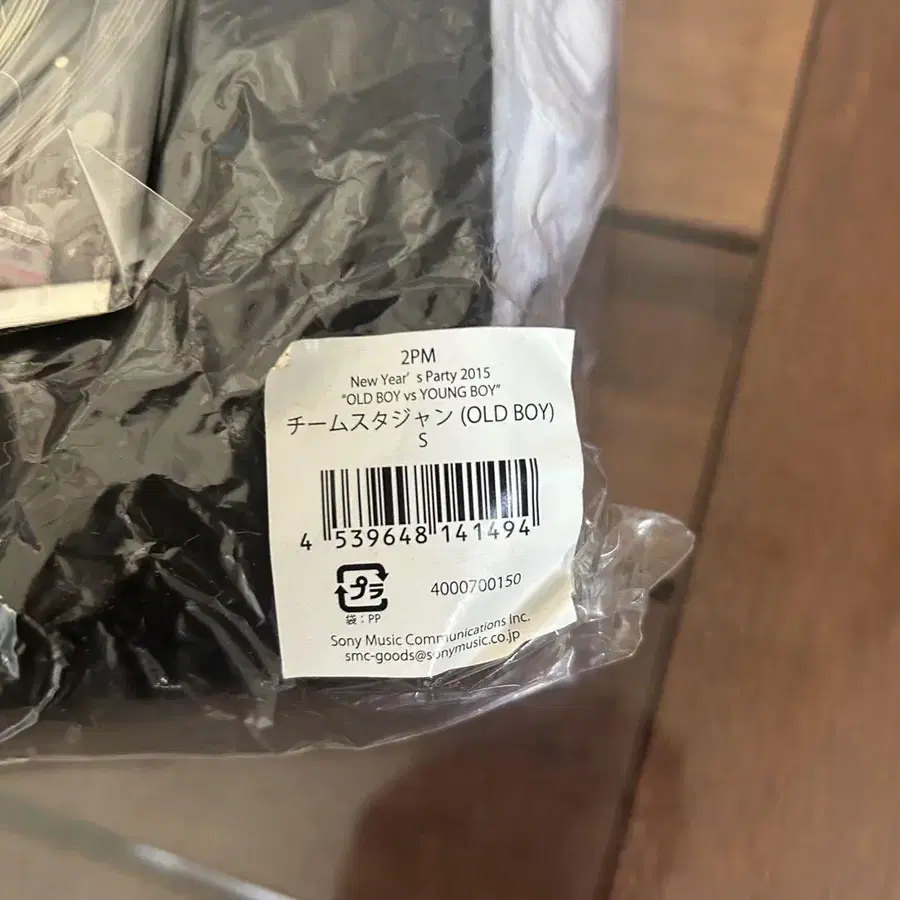 2PM
New Year's Party 2015
"OLD BOY vs YOUNG BOY"
チームスタジャン (OLD BOY)
S
4 539648 141494
プラ
4000700150
袋:PP
Sony Music Communications Inc.
smc-goods@sonymusic.co.jp